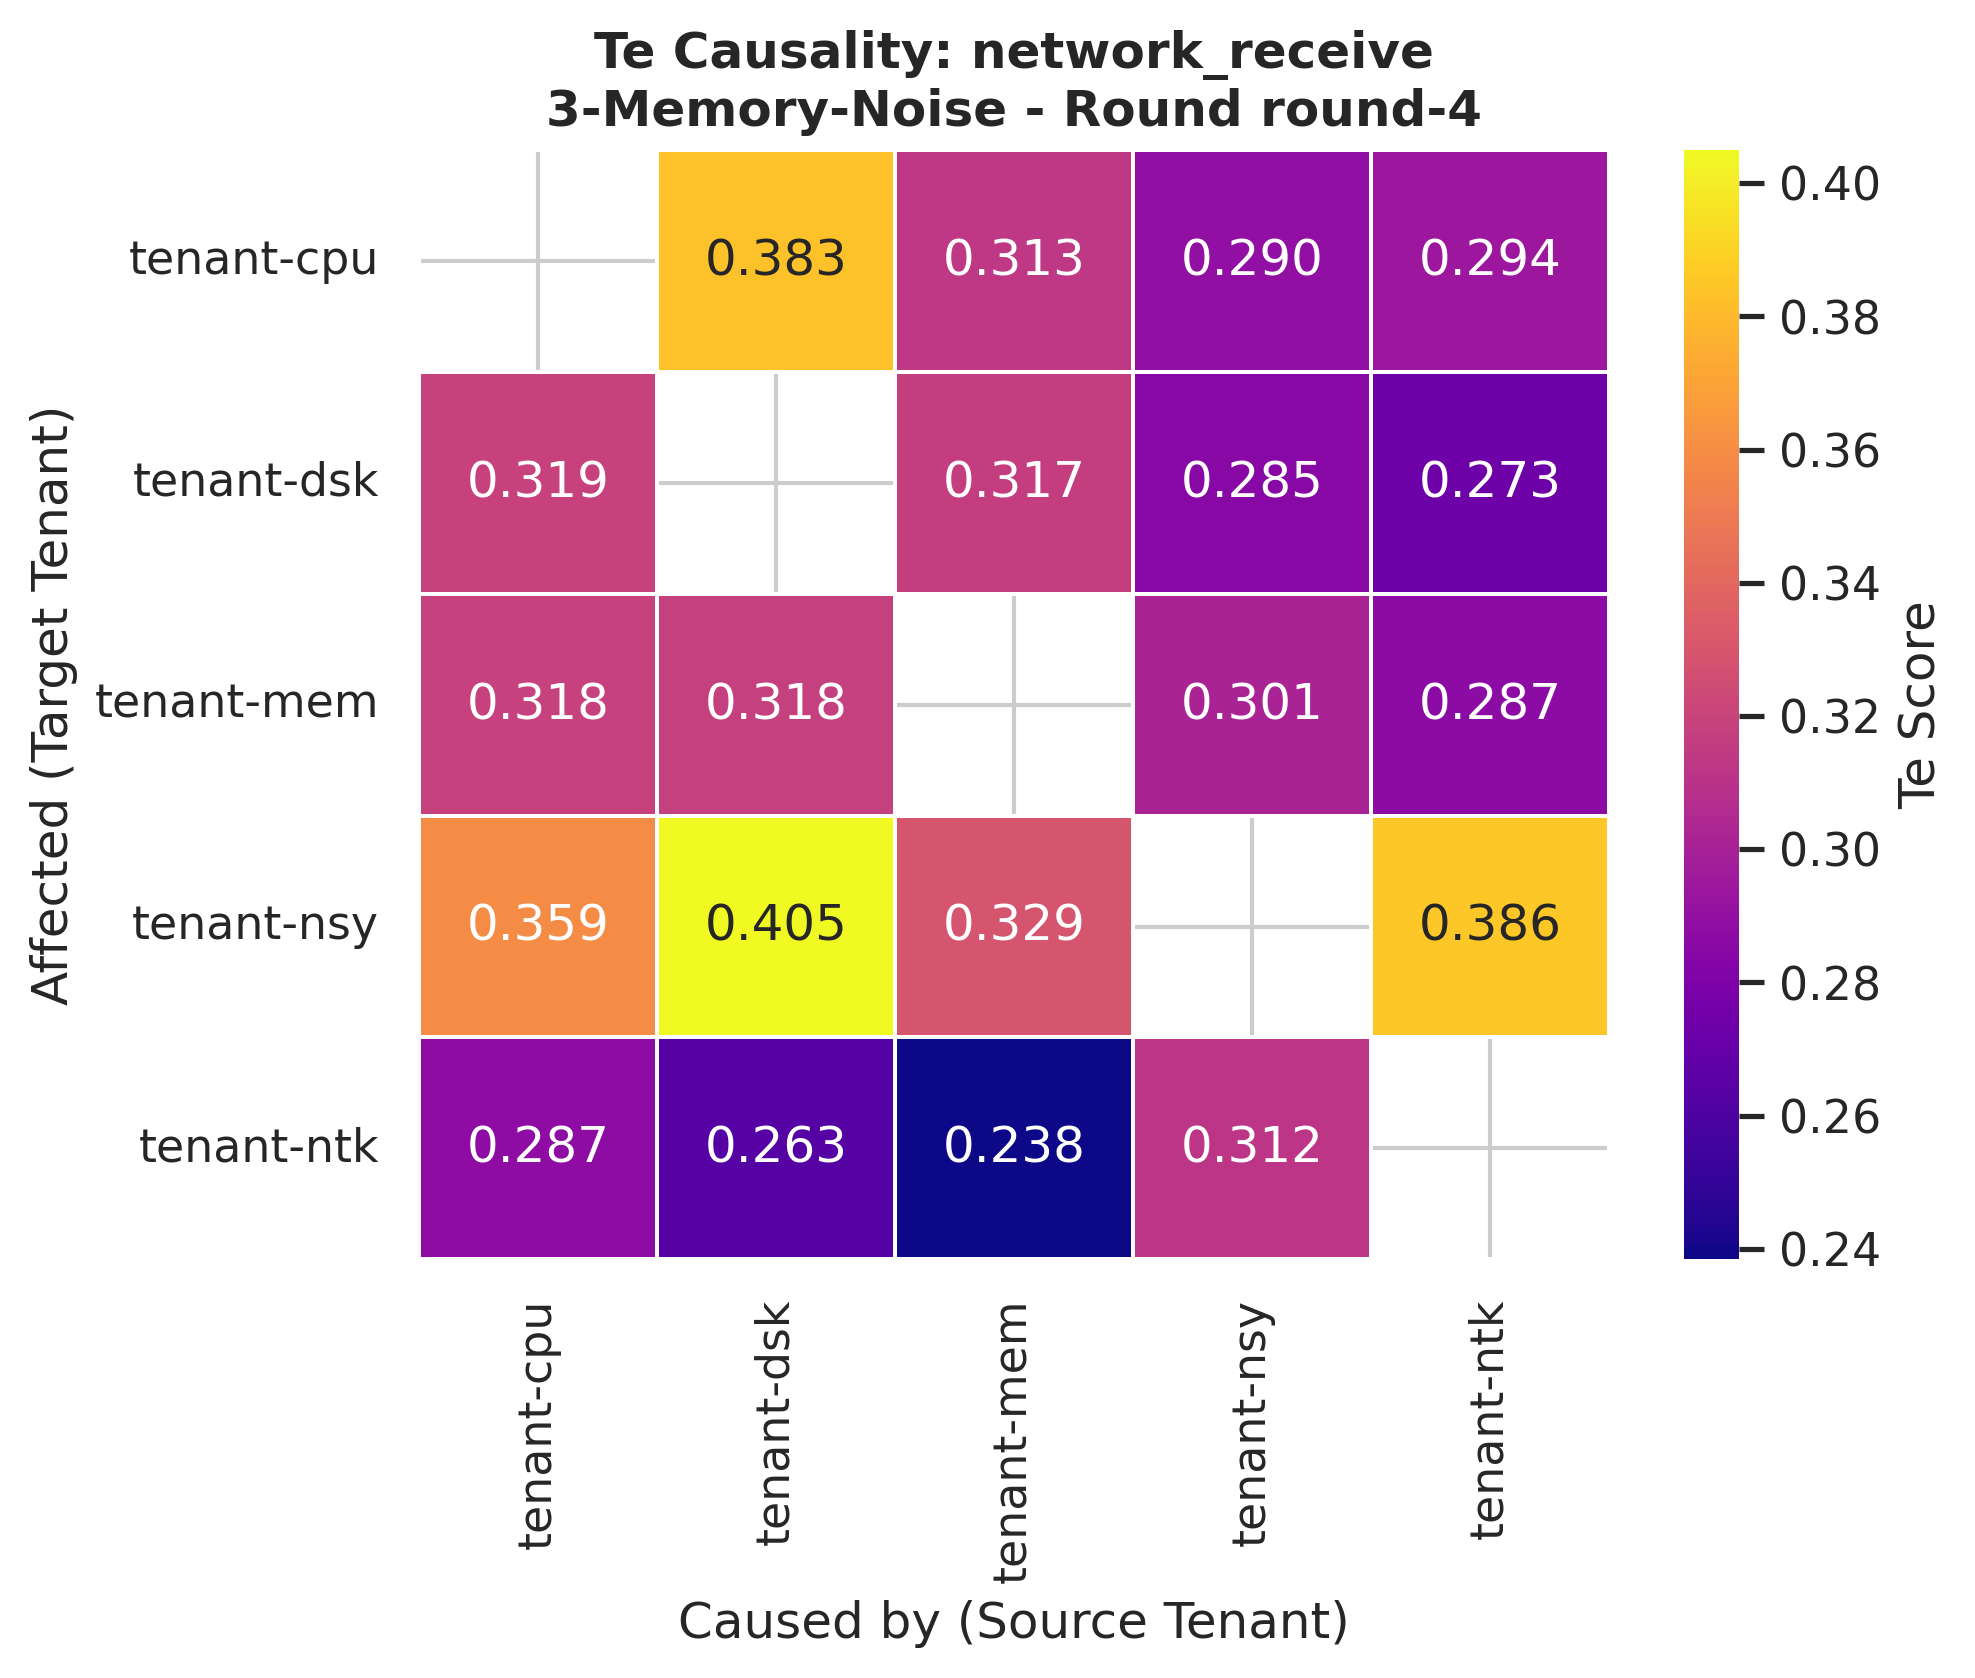 Te Causality: network_receive
3-Memory-Noise - Round round-4
Affected (Target Tenant)
tenant-cpu 0.383 0.313 0.290 0.294
tenant-dsk 0.319 0.317 0.285 0.273
tenant-mem 0.318 0.318 0.301 0.287
tenant-nsy 0.359 0.405 0.329 0.386
tenant-ntk 0.287 0.263 0.238 0.312
tenant-cpu tenant-dsk tenant-mem tenant-nsy tenant-ntk
Caused by (Source Tenant)
0.40
0.38
0.36
0.34
0.32
0.30
0.28
0.26
0.24
Te Score